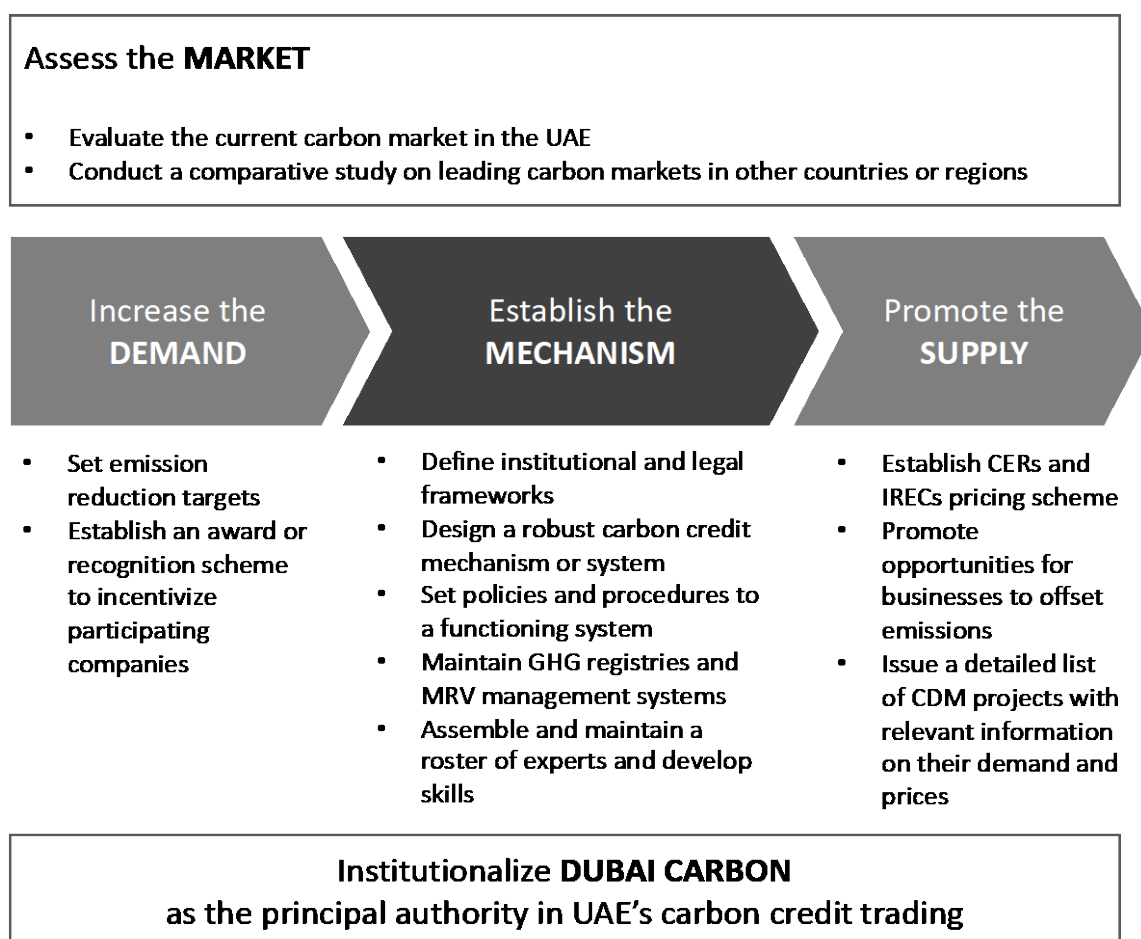 Assess the MARKET
• Evaluate the current carbon market in the UAE
• Conduct a comparative study on leading carbon markets in other countries or regions
Increase the
DEMAND
Establish the
MECHANISM
Promote the
SUPPLY
• Set emission
reduction targets
• Establish an award or
recognition scheme
to incentivize
participating
companies
• Define institutional and legal
frameworks
• Design a robust carbon credit
mechanism or system
• Set policies and procedures to
a functioning system
• Maintain GHG registries and
MRV management systems
• Assemble and maintain a
roster of experts and develop
skills
• Establish CERs and
IRECs pricing scheme
• Promote
opportunities for
businesses to offset
emissions
• Issue a detailed list
of CDM projects with
relevant information
on their demand and
prices
Institutionalize DUBAI CARBON
as the principal authority in UAE's carbon credit trading